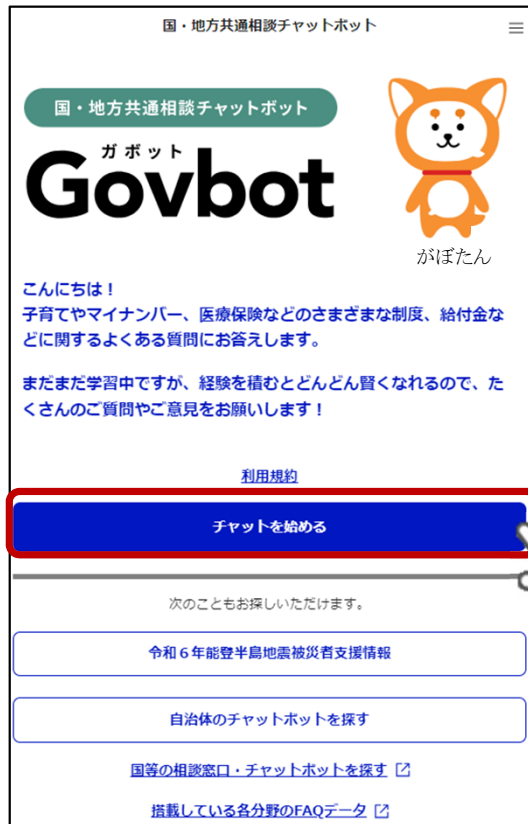 国・地方共通相談チャットボット
国・地方共通相談チャットボット
ガボット
Govbot
がぼたん
こんにちは！
子育てやマイナンバー、医療保険などのさまざまな制度、給付金な
どに関するよくある質問にお答えします。
まだまだ学習中ですが、経験を積むとどんどん賢くなれるので、た
くさんのご質問やご意見をお願いします！
利用規約
チャットを始める
次のこともお探しいただけます。
令和６年能登半島地震被災者支援情報
自治体のチャットボットを探す
国等の相談窓口・チャットボットを探す
搭載している各分野のFAQデータ